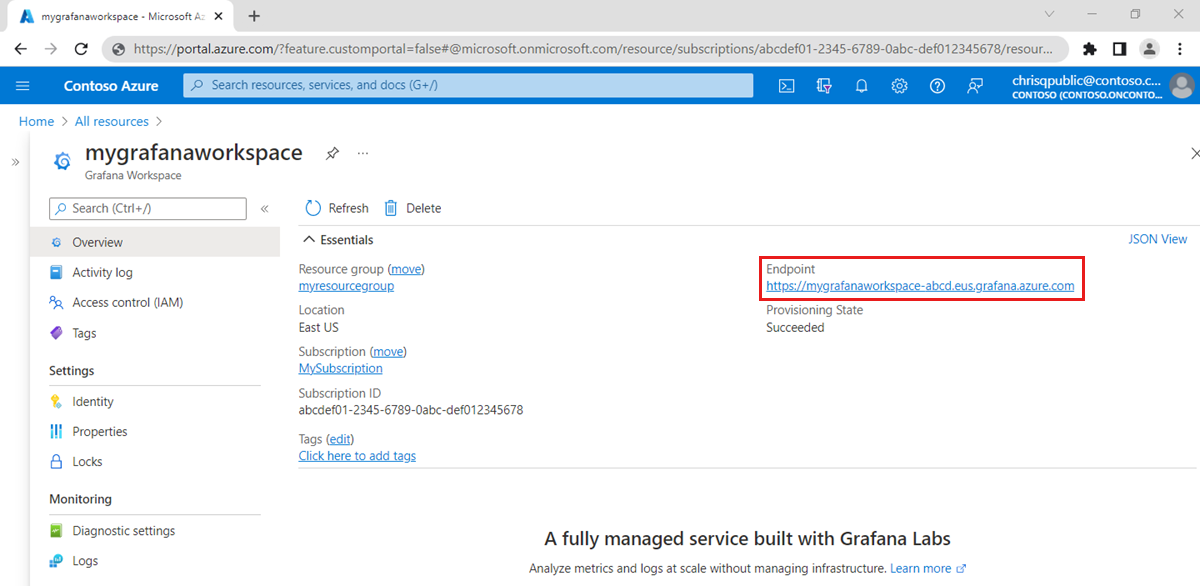 mygrafanaworkspace - Microsoft Az
https://portal.azure.com/?feature.customportal=false#@microsoft.onmicrosoft.com/resource/subscriptions/abcdef01-2345-6789-0abc-def012345678/resour...
Contoso Azure
Search resources, services, and docs (G+/)
chrisqpublic@contoso.c...
CONTOSO (CONTOSO.ONCONTO...
Home > All resources >
mygrafanaworkspace
Grafana Workspace
Search (Ctrl+/)
Overview
Activity log
Access control (IAM)
Tags
Settings
Identity
Properties
Locks
Monitoring
Diagnostic settings
Logs
Refresh
Delete
Essentials
JSON View
Resource group (move)
myresourcegroup
Location
East US
Subscription (move)
MySubscription
Subscription ID
abcdef01-2345-6789-0abc-def012345678
Tags (edit)
Click here to add tags
Endpoint
https://mygrafanaworkspace-abcd.eus.grafana.azure.com
Provisioning State
Succeeded
A fully managed service built with Grafana Labs
Analyze metrics and logs at scale without managing infrastructure. Learn more